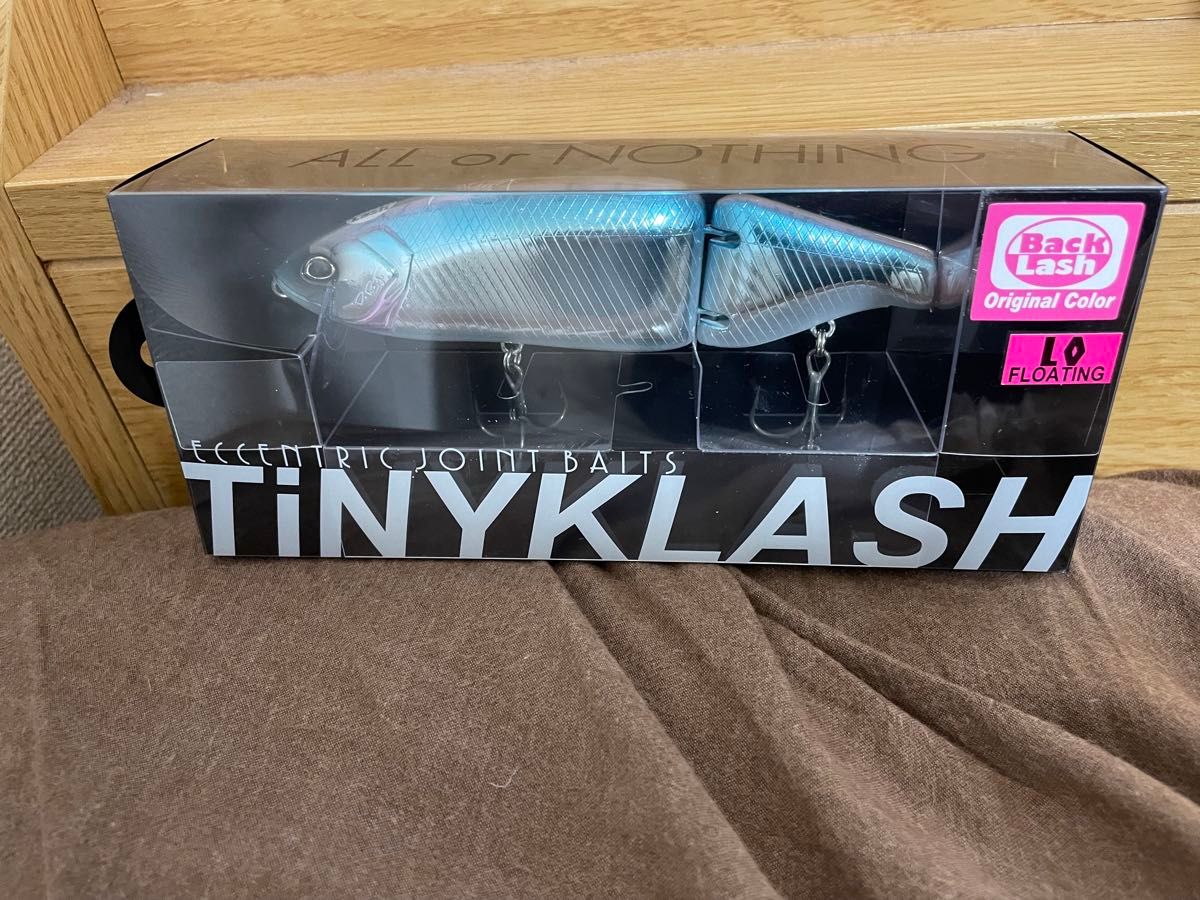 ALL or NOTHING
Back
Lash
Original Color
LO
FLOATING
ECCENTRIC JOINT BAITS
TiNYKLASH